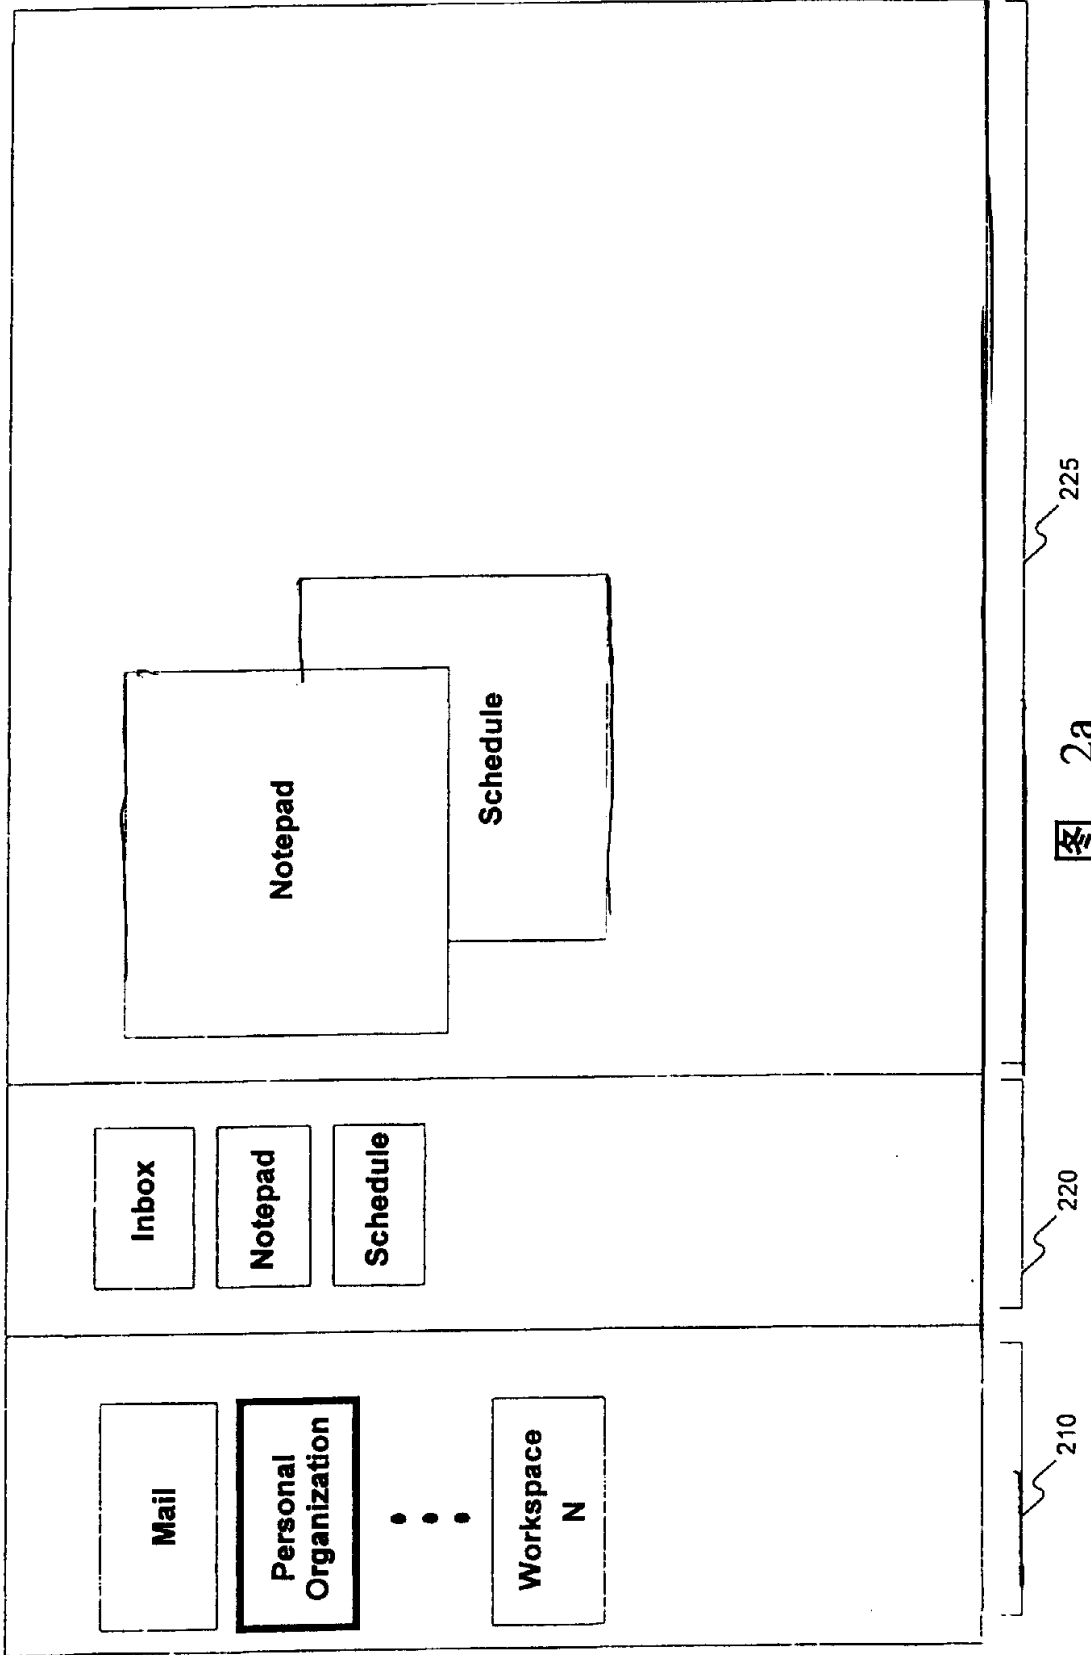 Mail
Personal
Organization
Workspace
N
Inbox
Notepad
Schedule
Notepad
Schedule
210
220
225
图 2a